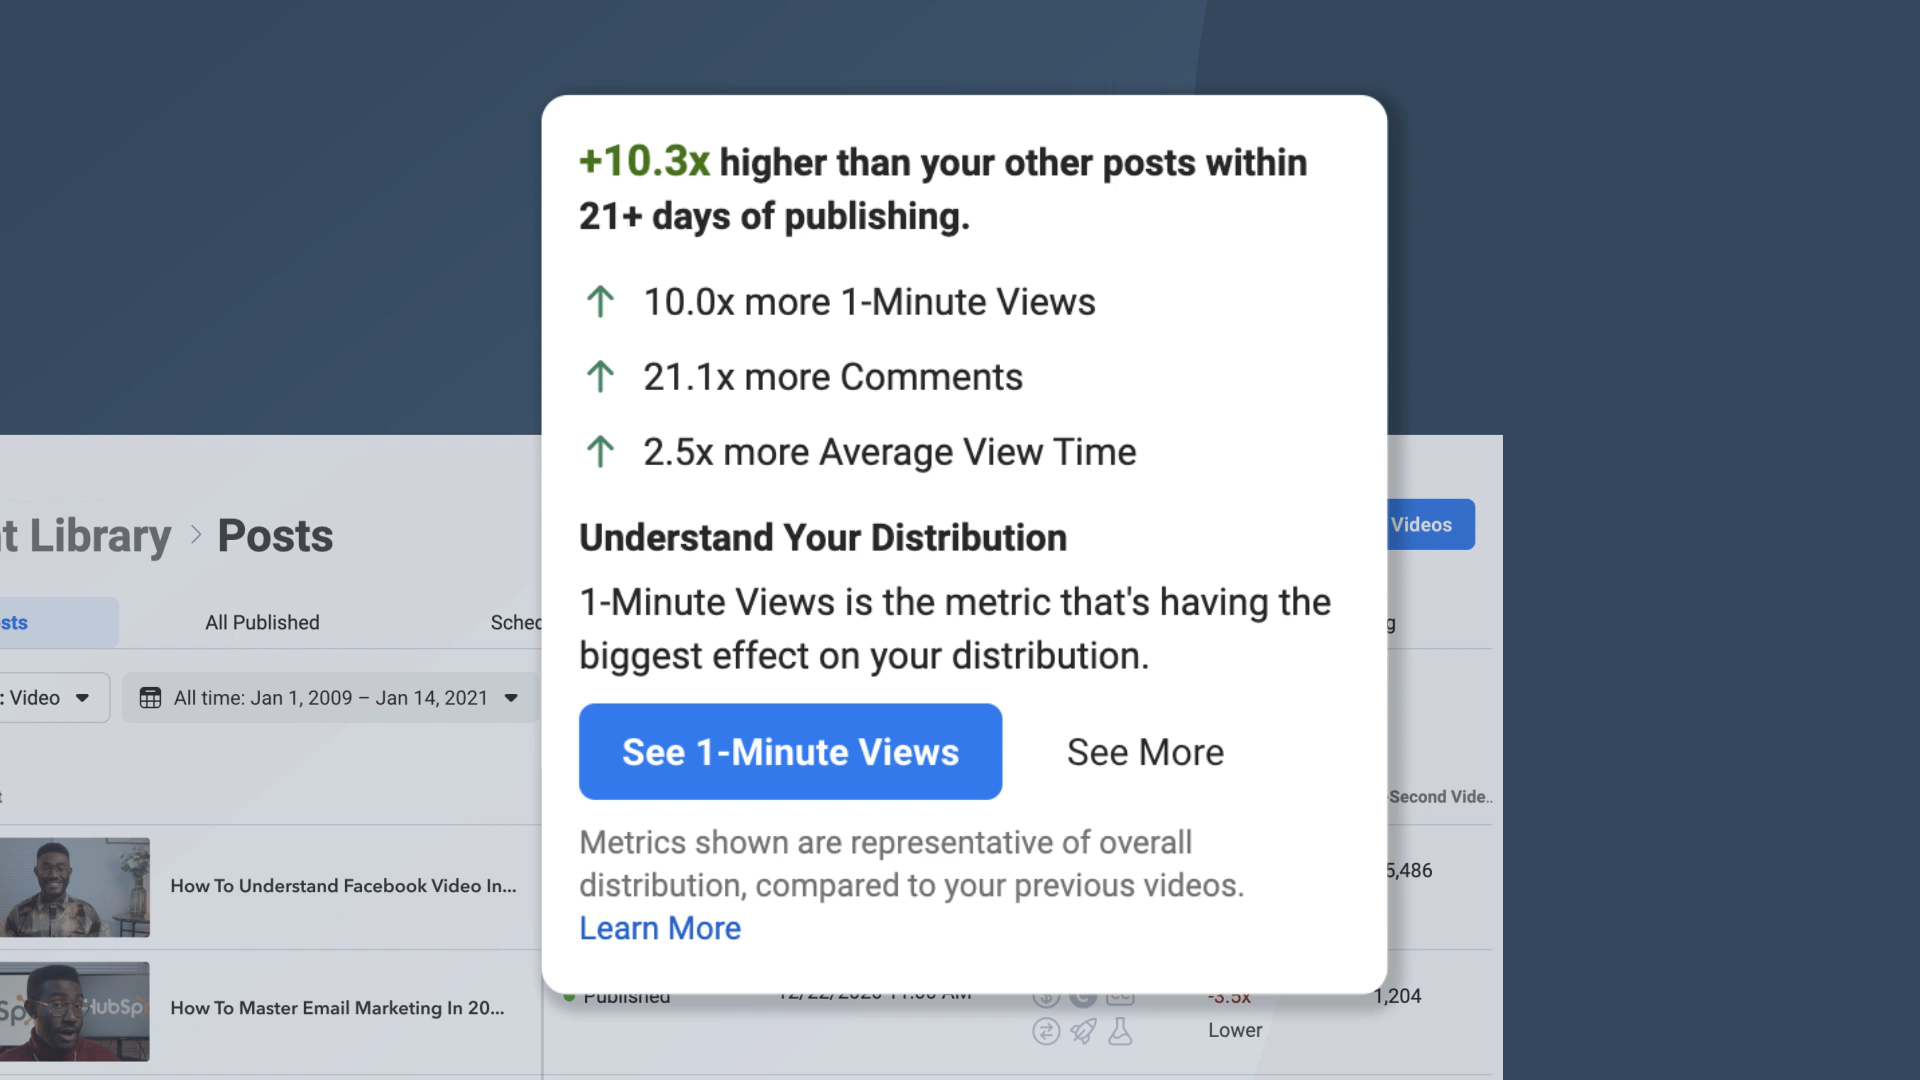 +10.3x higher than your other posts within
21+ days of publishing.
10.0x more 1-Minute Views
21.1x more Comments
2.5x more Average View Time
Understand Your Distribution
1-Minute Views is the metric that's having the
biggest effect on your distribution.
See 1-Minute Views
See More
Metrics shown are representative of overall
distribution, compared to your previous videos.
Learn More
Library > Posts
Videos
All Published
: Video
All time: Jan 1, 2009 – Jan 14, 2021
Second Vide..
How To Understand Facebook Video In...
5,486
How To Master Email Marketing In 20...
Published
-3.5x
1,204
Lower
HubSp